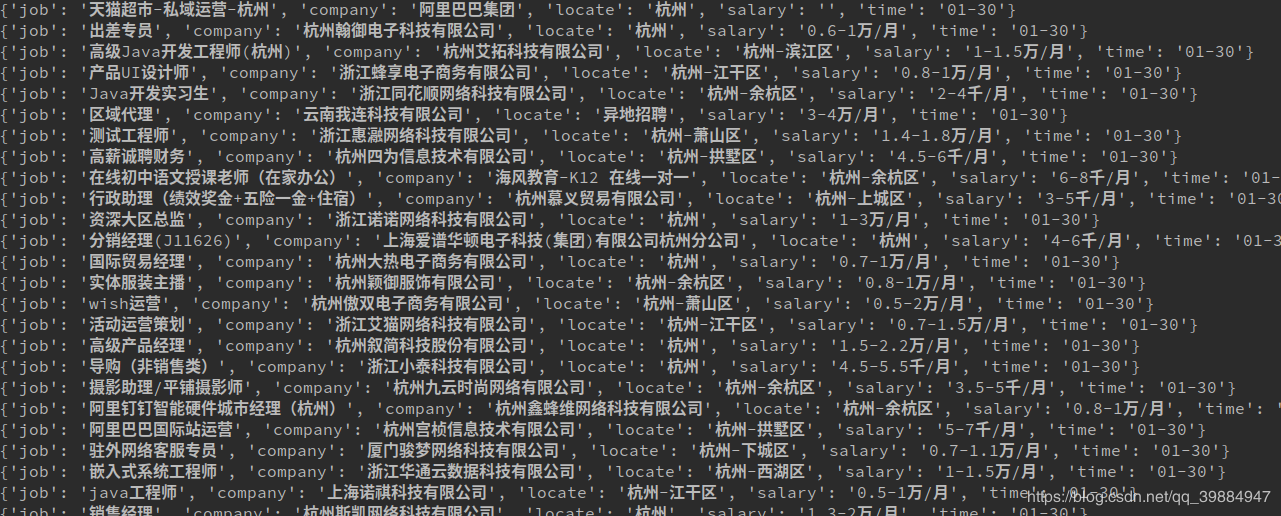 {'job': '天猫超市-私域运营-杭州', 'company': '阿里巴巴集团', 'locate': '杭州', 'salary': '', 'time': '01-30'}
{'job': '出差专员', 'company': '杭州翰御电子科技有限公司', 'locate': '杭州', 'salary': '0.6-1万/月', 'time': '01-30'}
{'job': '高级Java开发工程师(杭州)', 'company': '杭州艾拓科技有限公司', 'locate': '杭州-滨江区', 'salary': '1-1.5万/月', 'time': '01-30'}
{'job': '产品UI设计师', 'company': '浙江蜂享电子商务有限公司', 'locate': '杭州-江干区', 'salary': '0.8-1万/月', 'time': '01-30'}
{'job': 'Java开发实习生', 'company': '浙江同花顺网络科技有限公司', 'locate': '杭州-余杭区', 'salary': '2-4千/月', 'time': '01-30'}
{'job': '区域代理', 'company': '云南我连科技有限公司', 'locate': '异地招聘', 'salary': '3-4万/月', 'time': '01-30'}
{'job': '测试工程师', 'company': '浙江惠瀜网络科技有限公司', 'locate': '杭州-萧山区', 'salary': '1.4-1.8万/月', 'time': '01-30'}
{'job': '高薪诚聘财务', 'company': '杭州四为信息技术有限公司', 'locate': '杭州-拱墅区', 'salary': '4.5-6千/月', 'time': '01-30'}
{'job': '在线初中语文授课老师（在家办公）', 'company': '海风教育-K12 在线一对一', 'locate': '杭州-余杭区', 'salary': '6-8千/月', 'time': '01-
{'job': '行政助理（绩效奖金+五险一金+住宿）', 'company': '杭州慕义贸易有限公司', 'locate': '杭州-上城区', 'salary': '3-5千/月', 'time': '01-30
{'job': '资深大区总监', 'company': '浙江诺诺网络科技有限公司', 'locate': '杭州', 'salary': '1-3万/月', 'time': '01-30'}
{'job': '分销经理(J11626)', 'company': '上海爱谱华顿电子科技(集团)有限公司杭州分公司', 'locate': '杭州', 'salary': '4-6千/月', 'time': '01-3
{'job': '国际贸易经理', 'company': '杭州大热电子商务有限公司', 'locate': '杭州', 'salary': '0.7-1万/月', 'time': '01-30'}
{'job': '实体服装主播', 'company': '杭州颖御服饰有限公司', 'locate': '杭州-余杭区', 'salary': '0.8-1万/月', 'time': '01-30'}
{'job': 'wish运营', 'company': '杭州傲双电子商务有限公司', 'locate': '杭州-萧山区', 'salary': '0.5-2万/月', 'time': '01-30'}
{'job': '活动运营策划', 'company': '浙江艾猫网络科技有限公司', 'locate': '杭州-江干区', 'salary': '0.7-1.5万/月', 'time': '01-30'}
{'job': '高级产品经理', 'company': '杭州叙简科技股份有限公司', 'locate': '杭州', 'salary': '1.5-2.2万/月', 'time': '01-30'}
{'job': '导购（非销售类）', 'company': '浙江小泰科技有限公司', 'locate': '杭州', 'salary': '4.5-5.5千/月', 'time': '01-30'}
{'job': '摄影助理/平铺摄影师', 'company': '杭州九云时尚网络有限公司', 'locate': '杭州-余杭区', 'salary': '3.5-5千/月', 'time': '01-30'}
{'job': '阿里钉钉智能硬件城市经理（杭州）', 'company': '杭州鑫蜂维网络科技有限公司', 'locate': '杭州-余杭区', 'salary': '0.8-1万/月', 'time': '
{'job': '阿里巴巴国际站运营', 'company': '杭州宫桢信息技术有限公司', 'locate': '杭州-拱墅区', 'salary': '5-7千/月', 'time': '01-30'}
{'job': '驻外网络客服专员', 'company': '厦门骏梦网络科技有限公司', 'locate': '杭州-下城区', 'salary': '0.7-1.1万/月', 'time': '01-30'}
{'job': '嵌入式系统工程师', 'company': '浙江华通云数据科技有限公司', 'locate': '杭州-西湖区', 'salary': '1-1.5万/月', 'time': '01-30'}
{'job': 'java工程师', 'company': '上海诺祺科技有限公司', 'locate': '杭州-江干区', 'salary': '0.5-1万/月', 'time': '01-30'}
https://blog.csdn.net/qq_39884947
{'job': '销售经理', 'company': '杭州斯凯网络科技有限公司', 'locate': '杭州', 'salary': '1.3-2万/月', 'time': '01-30'}